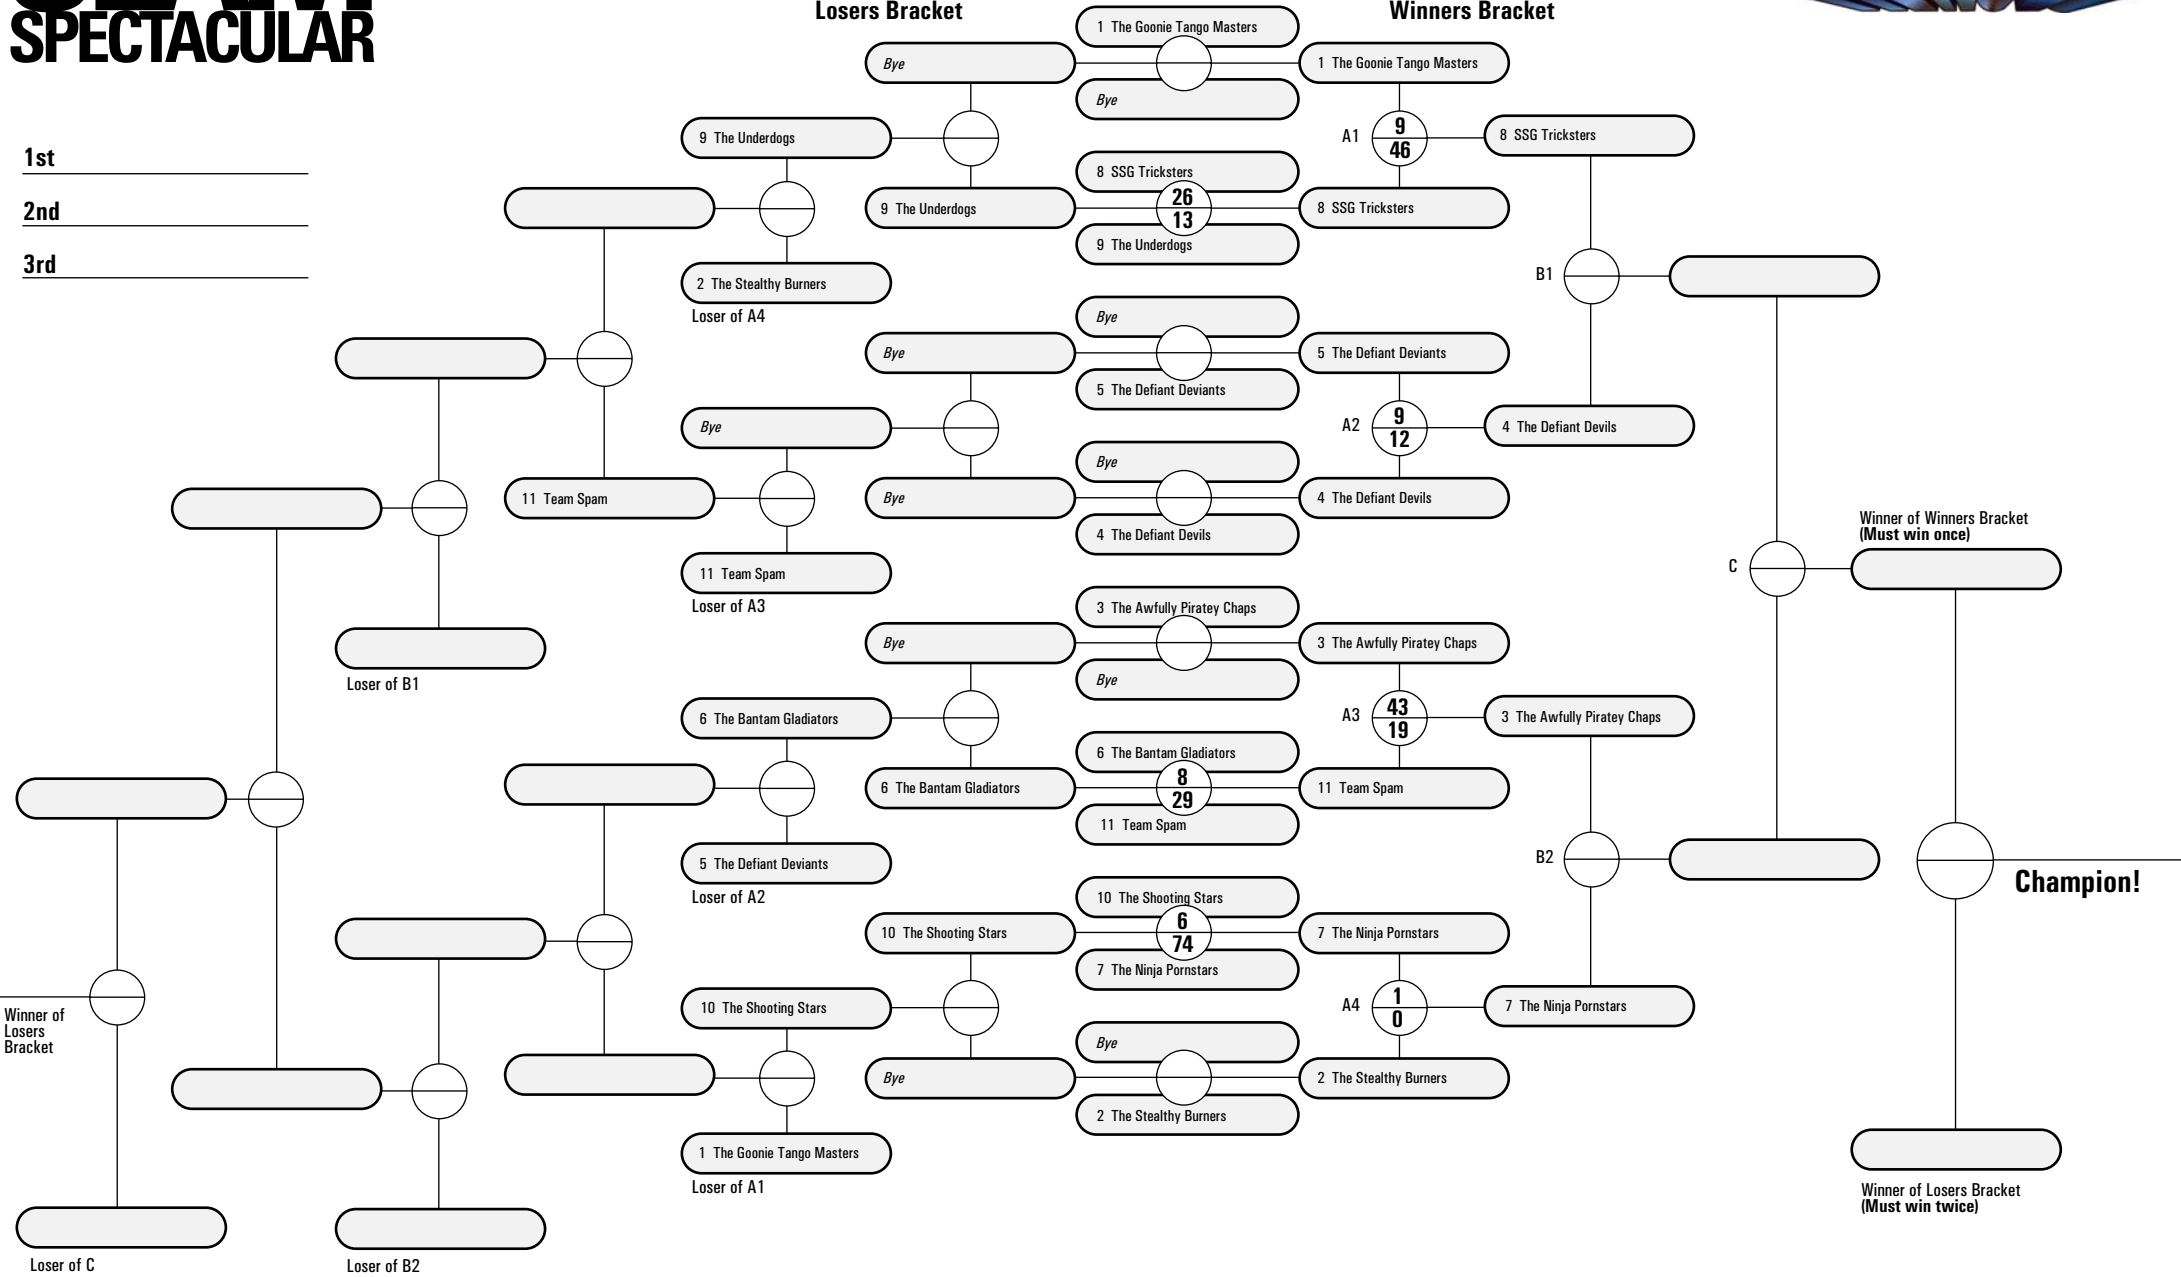 SPECTACULAR
1st
2nd
3rd
Losers Bracket
Winners Bracket
1 The Goonie Tango Masters
Bye
1 The Goonie Tango Masters
Bye
9 The Underdogs
A1
9
46
8 SSG Tricksters
8 SSG Tricksters
26
13
9 The Underdogs
8 SSG Tricksters
9 The Underdogs
2 The Stealthy Burners
Loser of A4
B1
Bye
Bye
5 The Defiant Deviants
5 The Defiant Deviants
Bye
A2
9
12
4 The Defiant Devils
Bye
11 Team Spam
Bye
4 The Defiant Devils
4 The Defiant Devils
11 Team Spam
Loser of A3
Winner of Winners Bracket
(Must win once)
C
3 The Awfully Piratey Chaps
Bye
3 The Awfully Piratey Chaps
Bye
Loser of B1
6 The Bantam Gladiators
A3
43
19
3 The Awfully Piratey Chaps
6 The Bantam Gladiators
8
29
6 The Bantam Gladiators
11 Team Spam
11 Team Spam
5 The Defiant Deviants
Loser of A2
B2
Champion!
10 The Shooting Stars
6
74
10 The Shooting Stars
7 The Ninja Pornstars
7 The Ninja Pornstars
10 The Shooting Stars
A4
1
0
7 The Ninja Pornstars
Winner of
Losers
Bracket
Bye
Bye
2 The Stealthy Burners
2 The Stealthy Burners
1 The Goonie Tango Masters
Loser of A1
Winner of Losers Bracket
(Must win twice)
Loser of C
Loser of B2